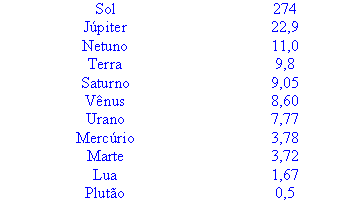 Sol 274
Júpiter 22,9
Netuno 11,0
Terra 9,8
Saturno 9,05
Vênus 8,60
Urano 7,77
Mercúrio 3,78
Marte 3,72
Lua 1,67
Plutão 0,5